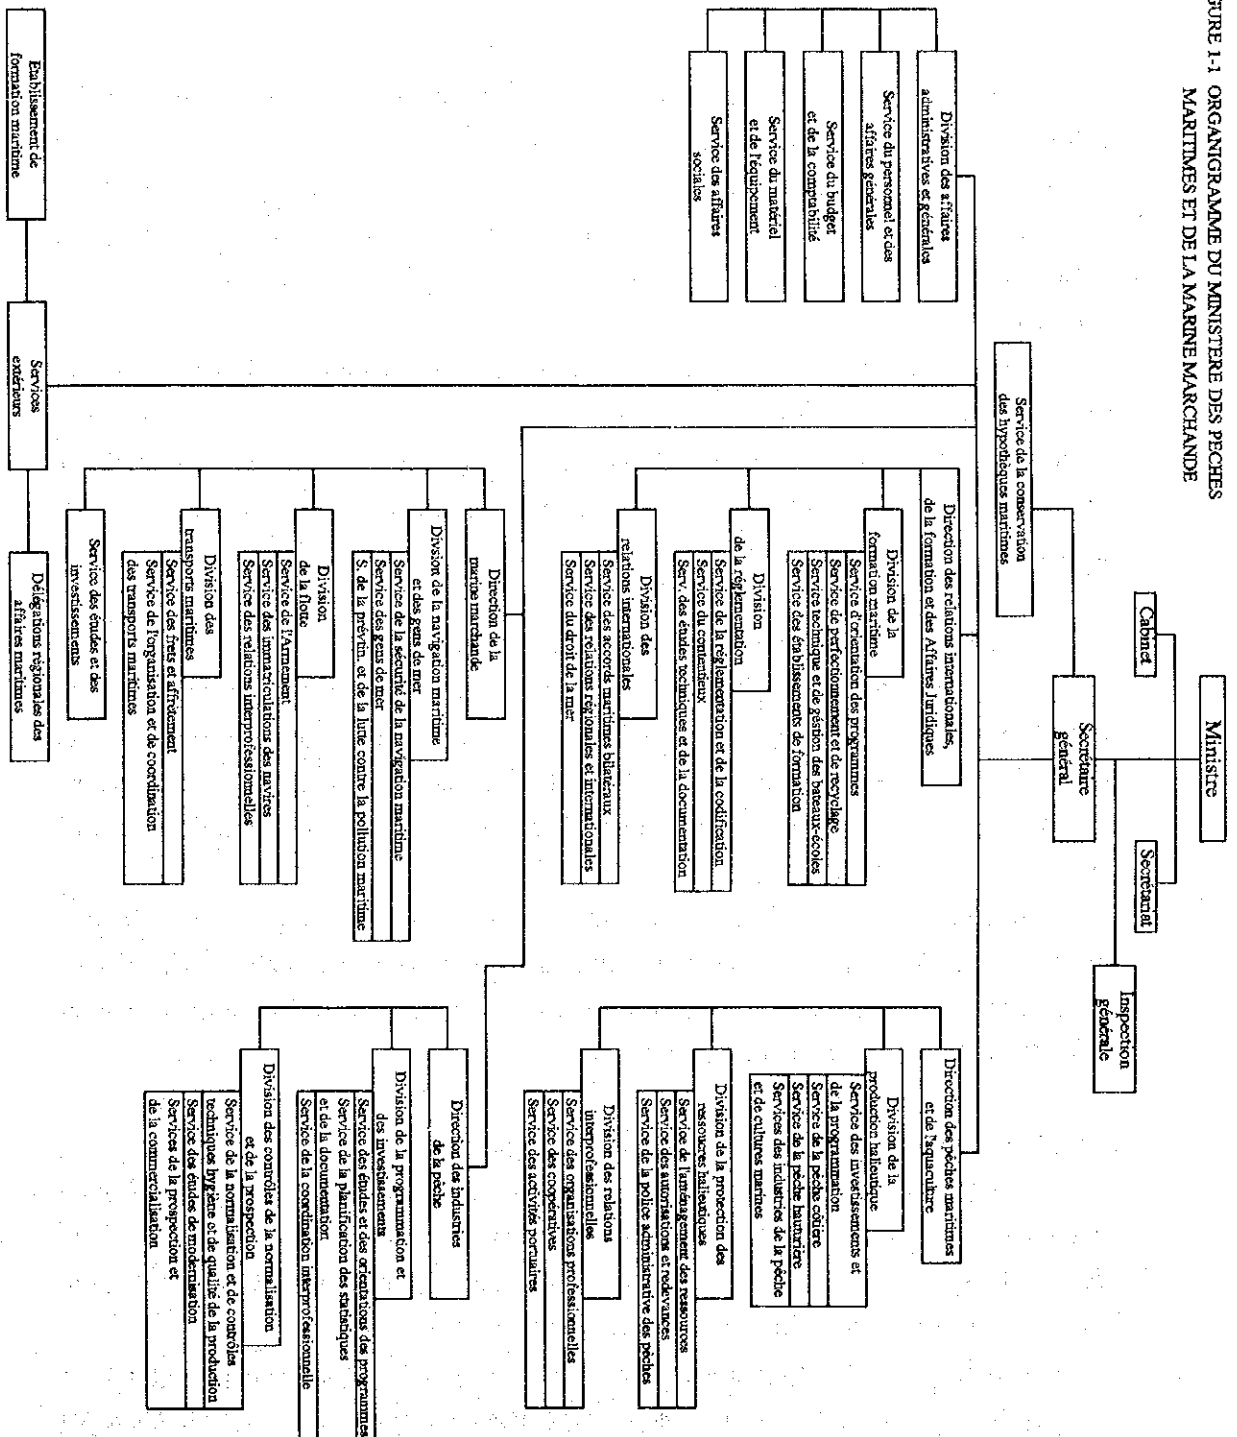 GURE 1-1 ORGANIGRAMME DU MINISTERE DES PECHES
MARITIMES ET DE LA MARINE MARCHANDE
Ministre
Cabinet
Secrétariat
Inspection
générale
Secrétaire
général
Service de la conservation
des hypothèques maritimes
Division des affaires
administratives et générales
Service du personnel et des
affaires générales
Service du budget
et de la comptabilité
Service du matériel
et de l'équipement
Service des affaires
sociales
Direction des relations internationales,
de la formation et des Affaires Juridiques
Division de la
formation maritime
Service d'orientation des programmes
Service de perfectionnement et de recyclage
Service technique et de géstion des bateaux-écoles
Service des établissements de formation
Division
de la réglementation
Service de la réglementation et de la codification
Service du contentieux
Serv. des études techniques et de la documentation
Division des
relations internationales
Service des accords maritimes bilatéraux
Service des relations régionales et internationales
Service du droit de la mer
Direction des pêches maritimes
et de l'aquaculture
Division de la
production halieutique
Service des investissements et
de la programmation
Service de la pêche côtière
Service de la pêche hauturière
Services des industries de la pêche
et de cultures marines
Division de la protection des
ressoucres halieutiques
Service de l'aménagement des ressources
Service des autorisations et redevances
Service de la police administrative des pêches
Division des relations
interprofessionnelles
Service des organisations professionnelles
Service des coopératives
Service des activités portuaires
Direction de la
marine marchande
Divsion de la navigation maritime
et des gens de mer
Service de la sécurité de la navigation maritime
Service des gens de mer
S. de la prévtin. et de la lutte contre la pollution maritime
Division
de la flotte
Service de l'Armement
Service des immatriculations des navires
Service des relations interprofessionnelles
Division des
transports maritimes
Service des frets et affrètement
Service de l'organisation et de coordination
des transports maritimes
Service des études et des
investissements
Direction des industries
de la pêche
Division de la programmation et
des investissements
Service des études et des orientations des programmes
Service de la planification des statistiques
et de la documentation
Service de la coordination interprofessionnelle
Division des contrôles de la normalisation
et de la prospection
Service de la normalisation et de contrôles
techniques hygiène et de qualité de la production
Service des études de modernisation
Services de la prospection et
de la commercialisation
Etablissement de
formation maritime
Services
extérieurs
Délégations régionales des
affaires maritimes